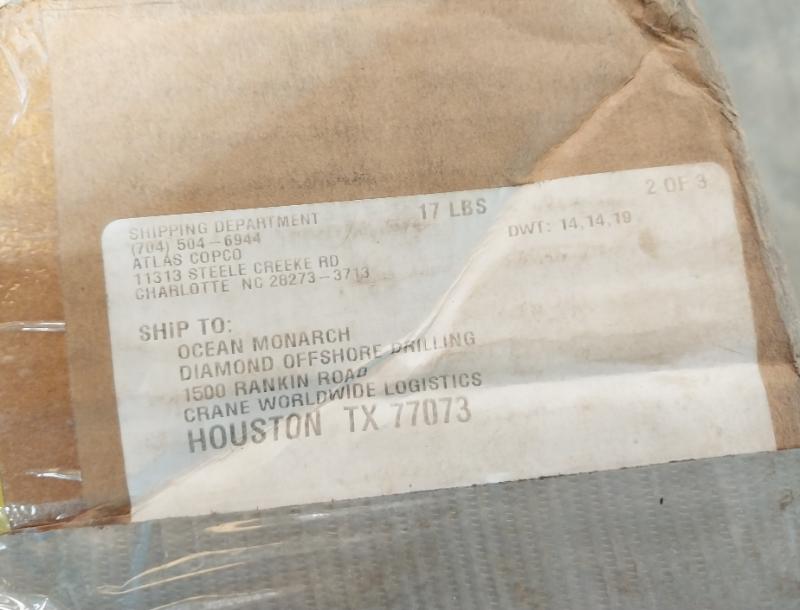 SHIPPING DEPARTMENT
(704) 504-6944
ATLAS COPCO
11313 STEELE CREEKE RD
CHARLOTTE NC 28273-3713
17 LBS
2 OF 3
DWT: 14,14,19
SHIP TO:
OCEAN MONARCH
DIAMOND OFFSHORE DRILLING
1500 RANKIN ROAD
CRANE WORLDWIDE LOGISTICS
HOUSTON TX 77073